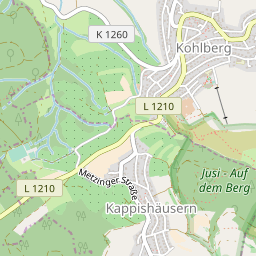 K 1260
Kohlberg
L 1210
L 1210
Metzinger Straße
Jusi - Auf
dem Berg
Kappishäusern